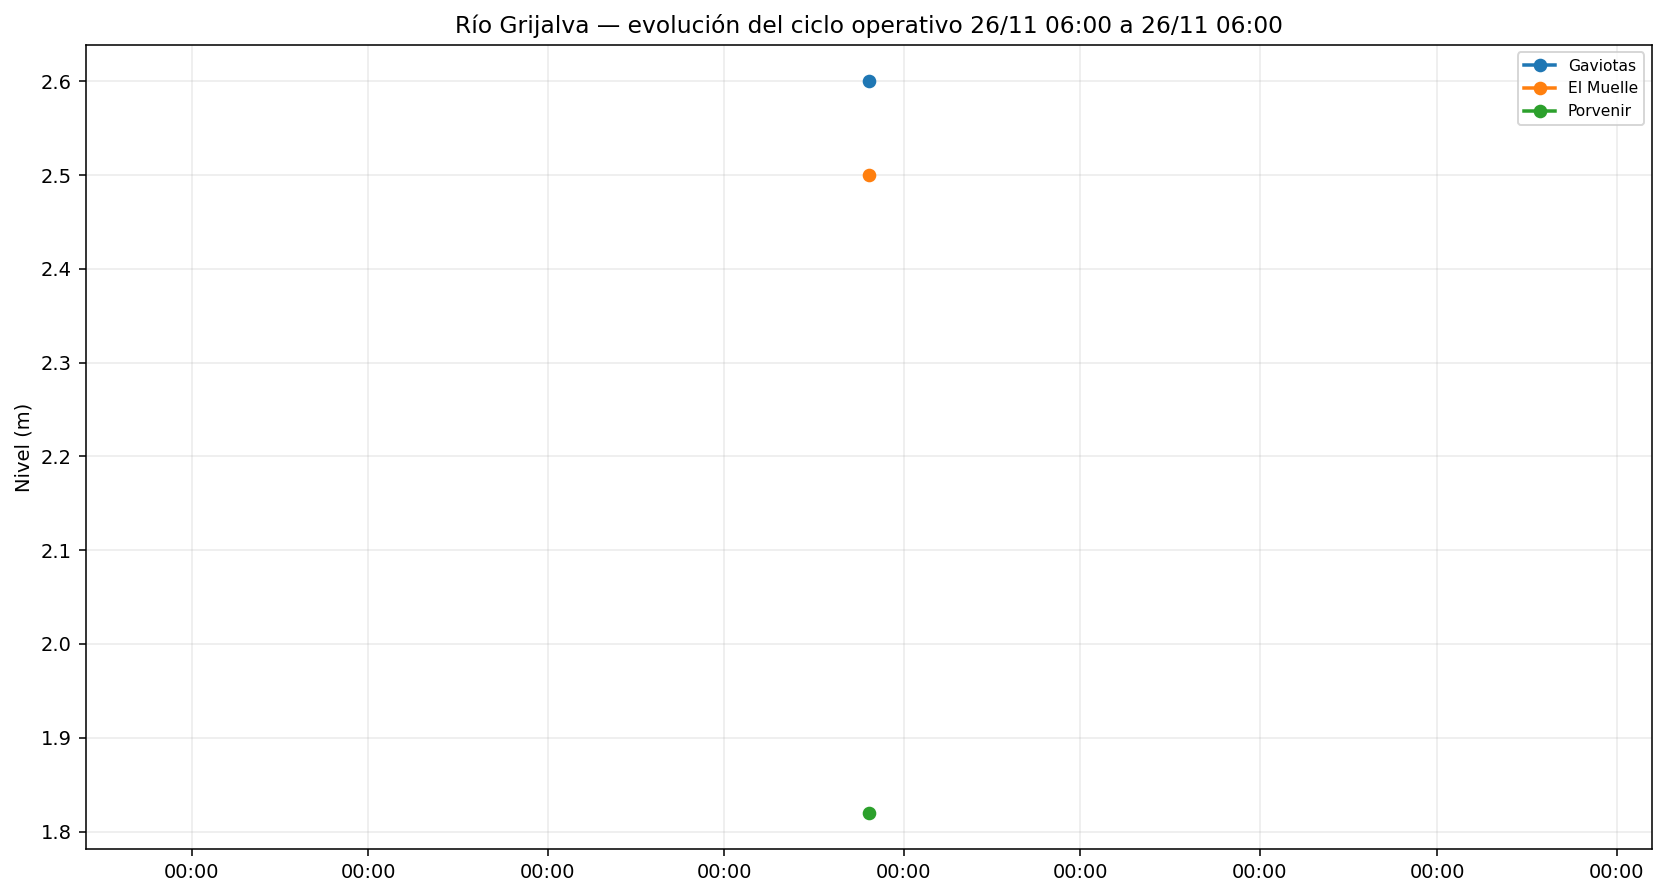 Río Grijalva — evolución del ciclo operativo 26/11 06:00 a 26/11 06:00
Gaviotas
El Muelle
Porvenir
Nivel (m)
2.6
2.5
2.4
2.3
2.2
2.1
2.0
1.9
1.8
00:00 00:00 00:00 00:00 00:00 00:00 00:00 00:00 00:00